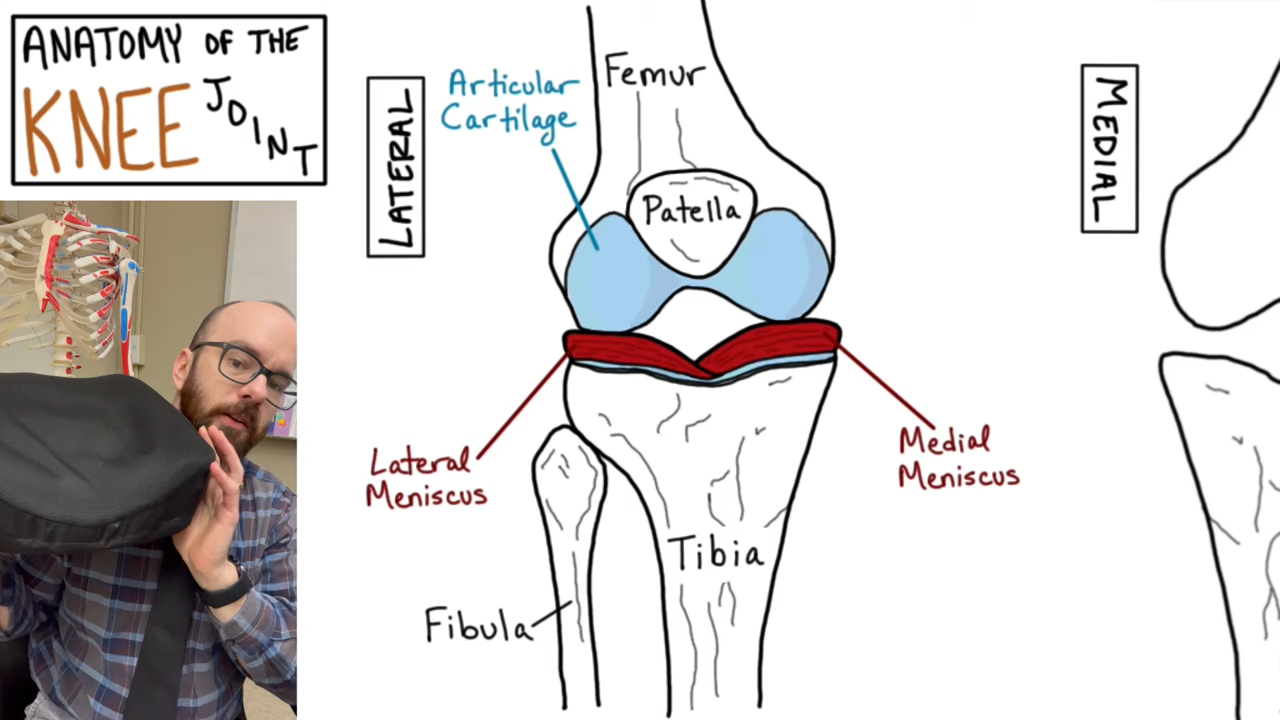 ANATOMY OF THE
KNEE JOINT
LATERAL
Articular
Cartilage
Femur
Patella
Lateral
Meniscus
Medial
Meniscus
Tibia
Fibula
MEDIAL